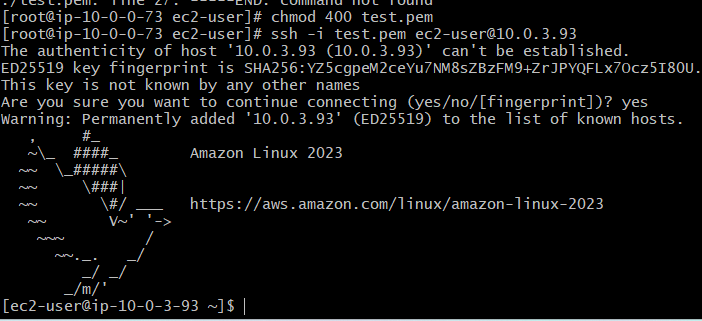 ./test.pem: line 27: -----END: command not found
[root@ip-10-0-0-73 ec2-user]# chmod 400 test.pem
[root@ip-10-0-0-73 ec2-user]# ssh -i test.pem ec2-user@10.0.3.93
The authenticity of host '10.0.3.93 (10.0.3.93)' can't be established.
ED25519 key fingerprint is SHA256:YZ5cgpeM2ceYu7NM8sZBzFM9+ZrJPYQFLx7Ocz5I80U.
This key is not known by any other names
Are you sure you want to continue connecting (yes/no/[fingerprint])? yes
Warning: Permanently added '10.0.3.93' (ED25519) to the list of known hosts.
   ,     #_
   ~\_  ####_        Amazon Linux 2023
  ~~  \_#####\
  ~~     \###|
  ~~       \#/ ___   https://aws.amazon.com/linux/amazon-linux-2023
   ~~       V~' '->
    ~~~         /
      ~~._.   _/
         _/ _/
       _/m/'
[ec2-user@ip-10-0-3-93 ~]$